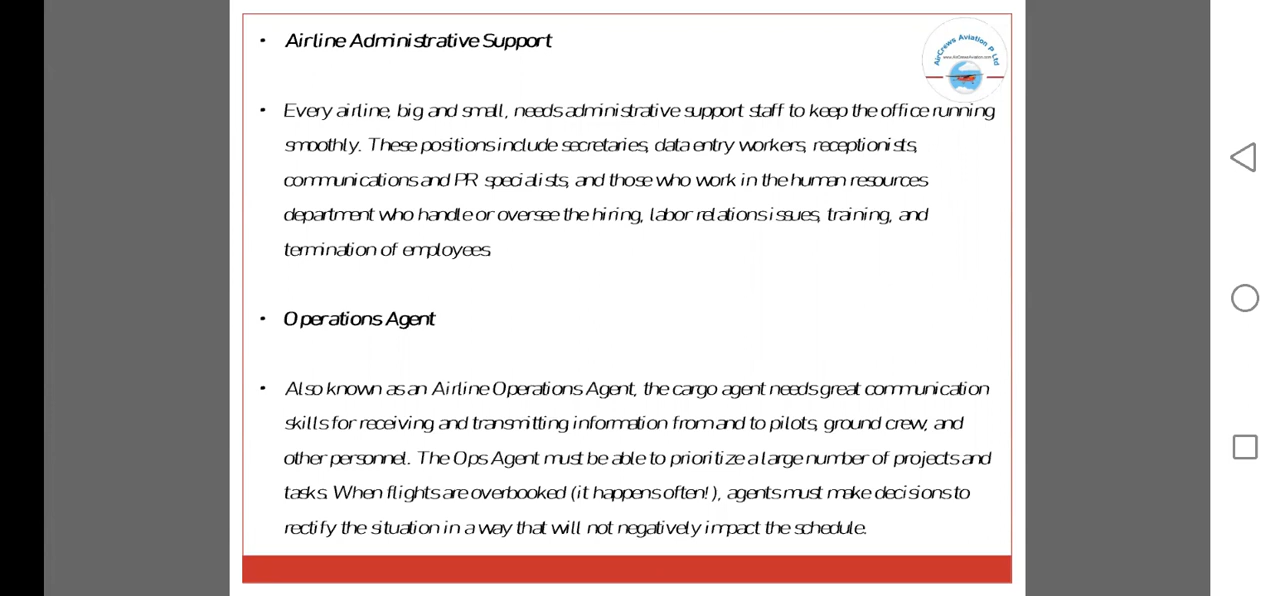 • Airline Administrative Support
AirCrews Aviation P Ltd
www.AirCrewsAviation.com
• Every airline, big and small, needs administrative support staff to keep the office running
smoothly. These positions include secretaries, data entry workers, receptionists,
communications and PR specialists, and those who work in the human resources
department who handle or oversee the hiring, labor relations issues, training, and
termination of employees.
• Operations Agent
• Also known as an Airline Operations Agent, the cargo agent needs great communication
skills for receiving and transmitting information from and to pilots, ground crew, and
other personnel. The Ops Agent must be able to prioritize a large number of projects and
tasks. When flights are overbooked (it happens often!), agents must make decisions to
rectify the situation in a way that will not negatively impact the schedule.